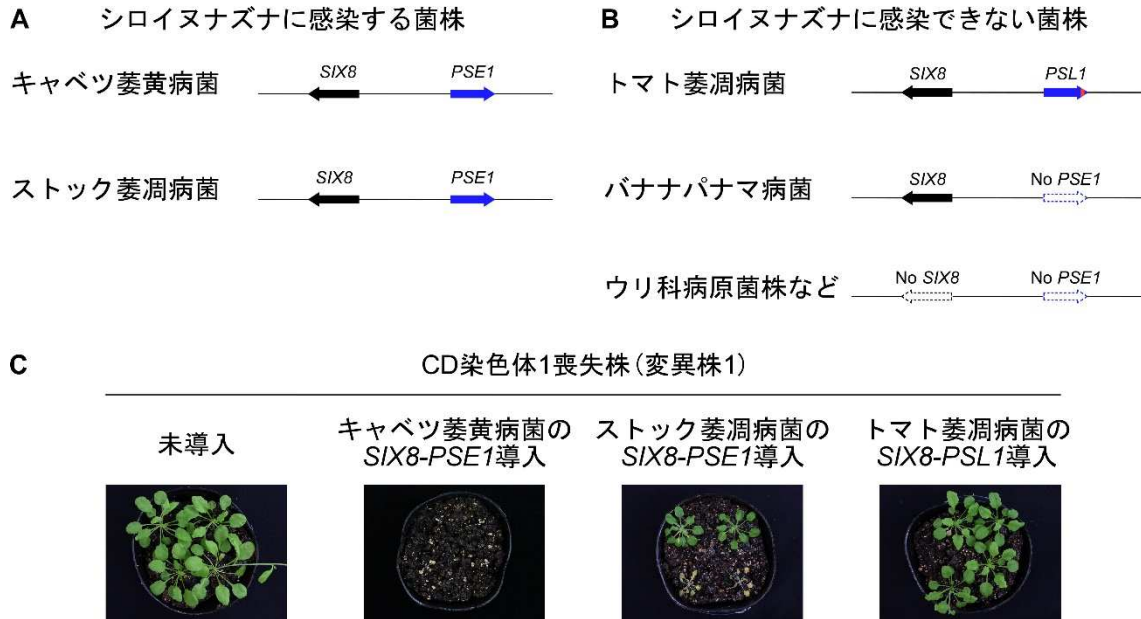 A シロイヌナズナに感染する菌株
キャベツ萎黄病菌
SIX8 PSE1
ストック萎凋病菌
SIX8 PSE1
B シロイヌナズナに感染できない菌株
トマト萎凋病菌
SIX8 PSL1
バナナパナマ病菌
SIX8 No PSE1
ウリ科病原菌株など
No SIX8 No PSE1
C CD染色体1喪失株（変異株1）
未導入
キャベツ萎黄病菌の
SIX8-PSE1導入
ストック萎凋病菌の
SIX8-PSE1導入
トマト萎凋病菌の
SIX8-PSL1導入